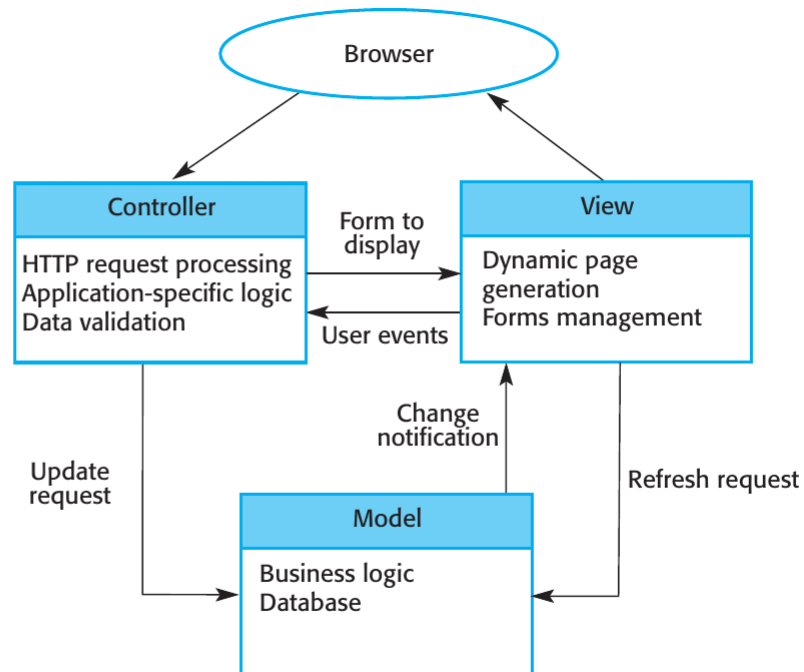 Browser
Controller
HTTP request processing
Application-specific logic
Data validation
Form to
display
User events
View
Dynamic page
generation
Forms management
Update
request
Change
notification
Refresh request
Model
Business logic
Database